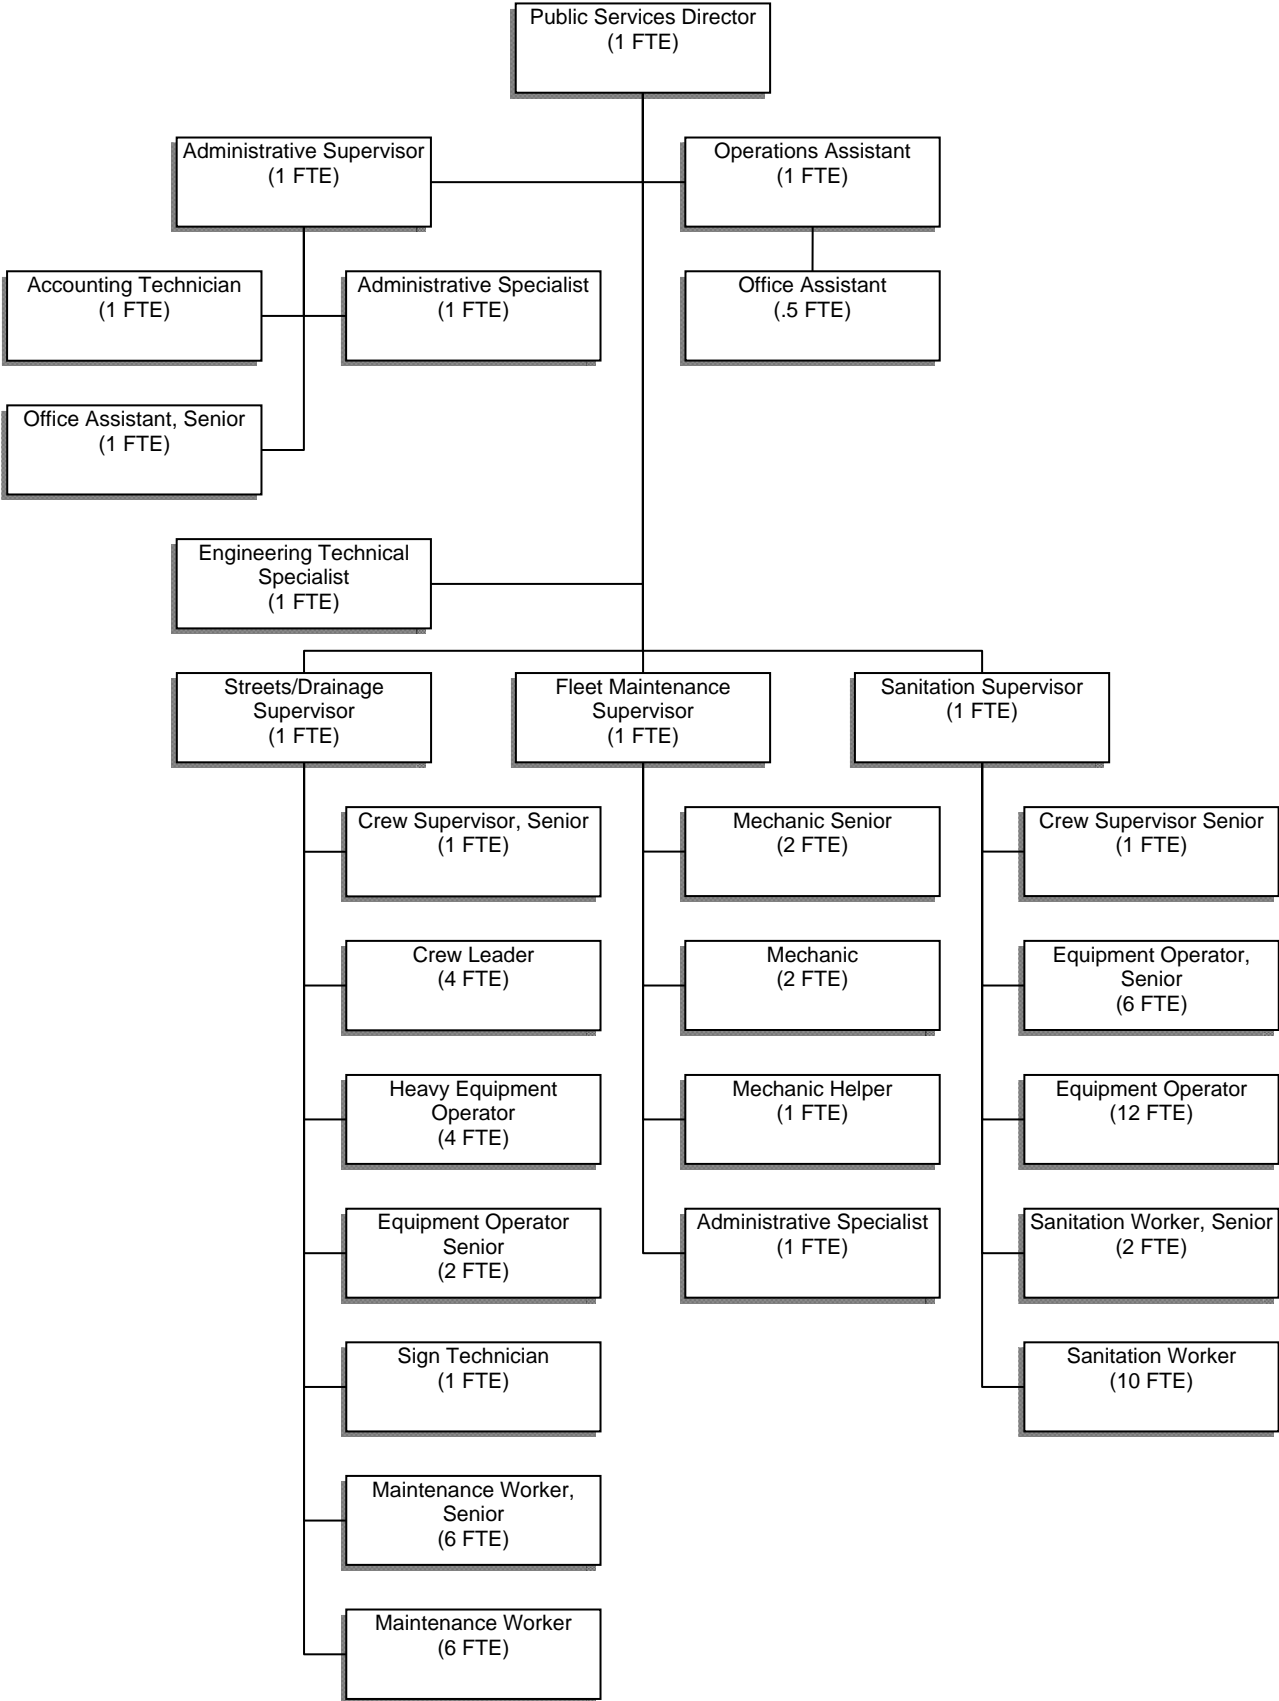 Public Services Director
(1 FTE)
Administrative Supervisor
(1 FTE)
Operations Assistant
(1 FTE)
Accounting Technician
(1 FTE)
Administrative Specialist
(1 FTE)
Office Assistant
(.5 FTE)
Office Assistant, Senior
(1 FTE)
Engineering Technical
Specialist
(1 FTE)
Streets/Drainage
Supervisor
(1 FTE)
Fleet Maintenance
Supervisor
(1 FTE)
Sanitation Supervisor
(1 FTE)
Crew Supervisor, Senior
(1 FTE)
Crew Leader
(4 FTE)
Heavy Equipment
Operator
(4 FTE)
Equipment Operator
Senior
(2 FTE)
Sign Technician
(1 FTE)
Maintenance Worker,
Senior
(6 FTE)
Maintenance Worker
(6 FTE)
Mechanic Senior
(2 FTE)
Mechanic
(2 FTE)
Mechanic Helper
(1 FTE)
Administrative Specialist
(1 FTE)
Crew Supervisor Senior
(1 FTE)
Equipment Operator,
Senior
(6 FTE)
Equipment Operator
(12 FTE)
Sanitation Worker, Senior
(2 FTE)
Sanitation Worker
(10 FTE)